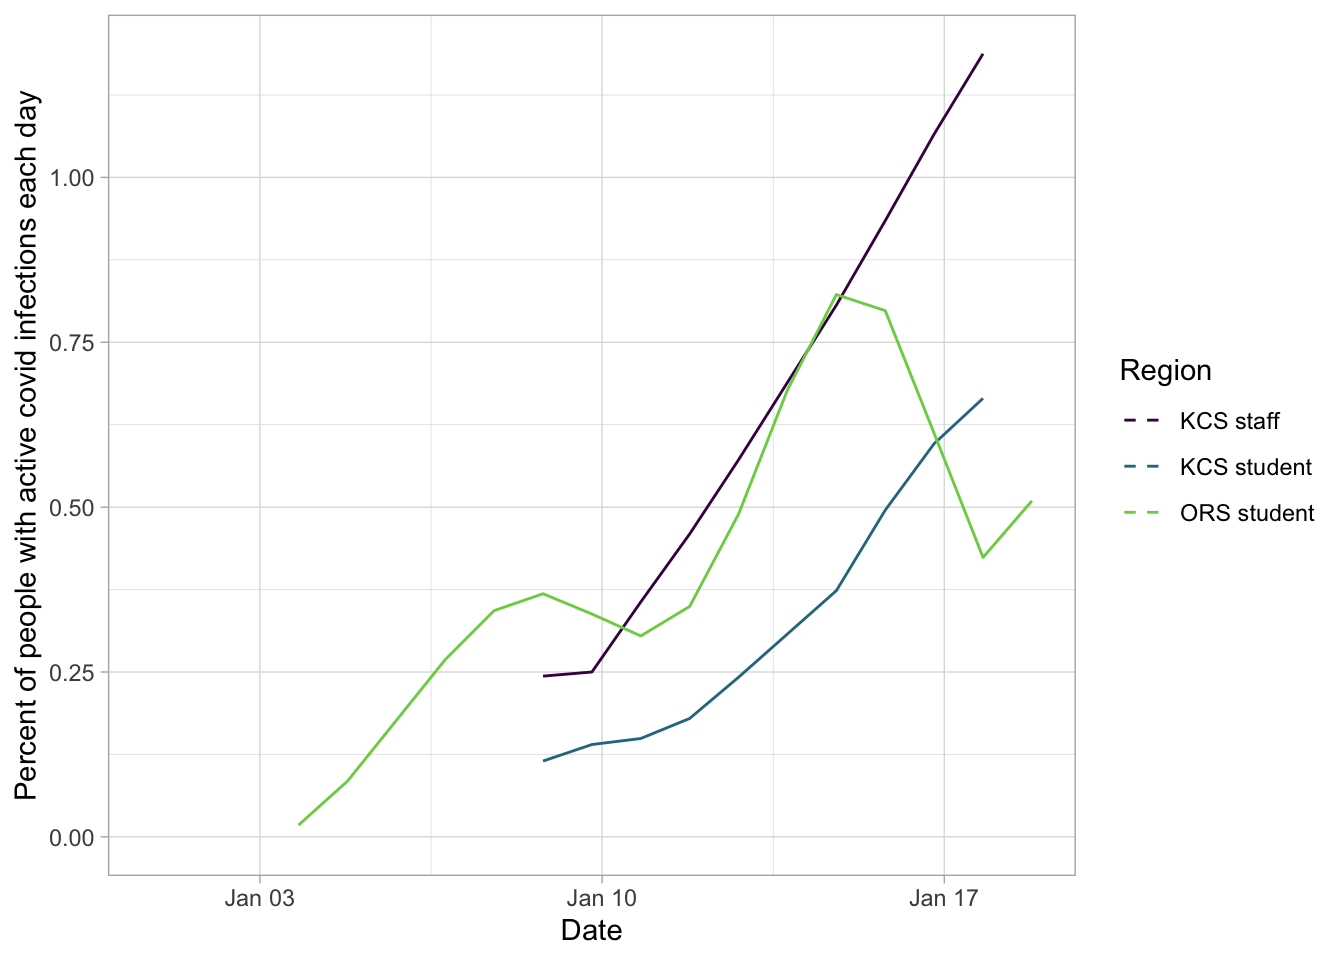 Percent of people with active covid infections each day
1.00
0.75
0.50
0.25
0.00
Jan 03
Jan 10
Jan 17
Date
Region
KCS staff
KCS student
ORS student